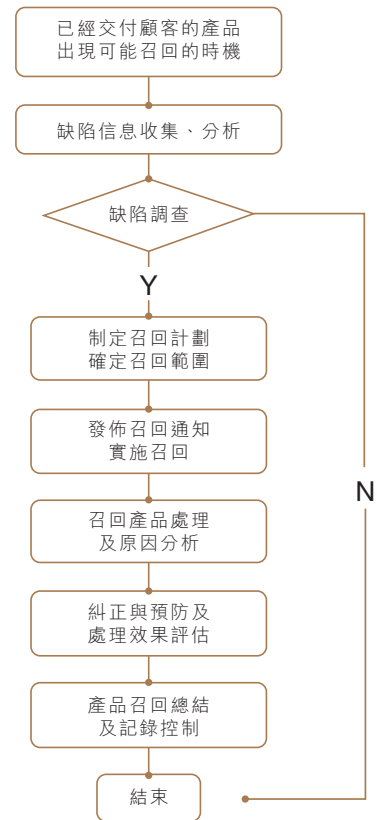 已經交付顧客的產品
出現可能召回的時機
缺陷信息收集、分析
缺陷調查
Y
制定召回計劃
確定召回範圍
發佈召回通知
實施召回
N
召回產品處理
及原因分析
糾正與預防及
處理效果評估
產品召回總結
及記錄控制
結束